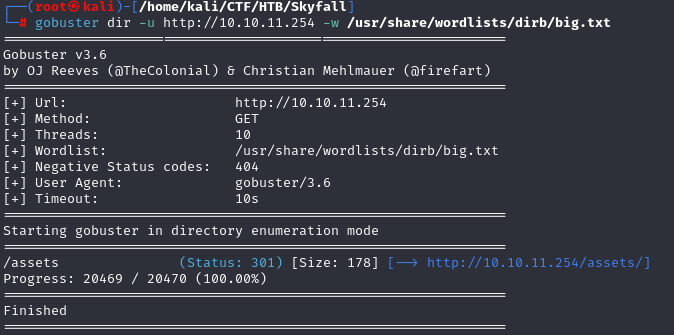 ┌──(root㉿kali)-[/home/kali/CTF/HTB/Skyfall]
└─# gobuster dir -u http://10.10.11.254 -w /usr/share/wordlists/dirb/big.txt
===============================================================
Gobuster v3.6
by OJ Reeves (@TheColonial) & Christian Mehlmauer (@firefart)
===============================================================
[+] Url:                     http://10.10.11.254
[+] Method:                  GET
[+] Threads:                 10
[+] Wordlist:                /usr/share/wordlists/dirb/big.txt
[+] Negative Status codes:   404
[+] User Agent:              gobuster/3.6
[+] Timeout:                 10s
===============================================================
Starting gobuster in directory enumeration mode
===============================================================
/assets               (Status: 301) [Size: 178] [--> http://10.10.11.254/assets/]
Progress: 20469 / 20470 (100.00%)
===============================================================
Finished
===============================================================